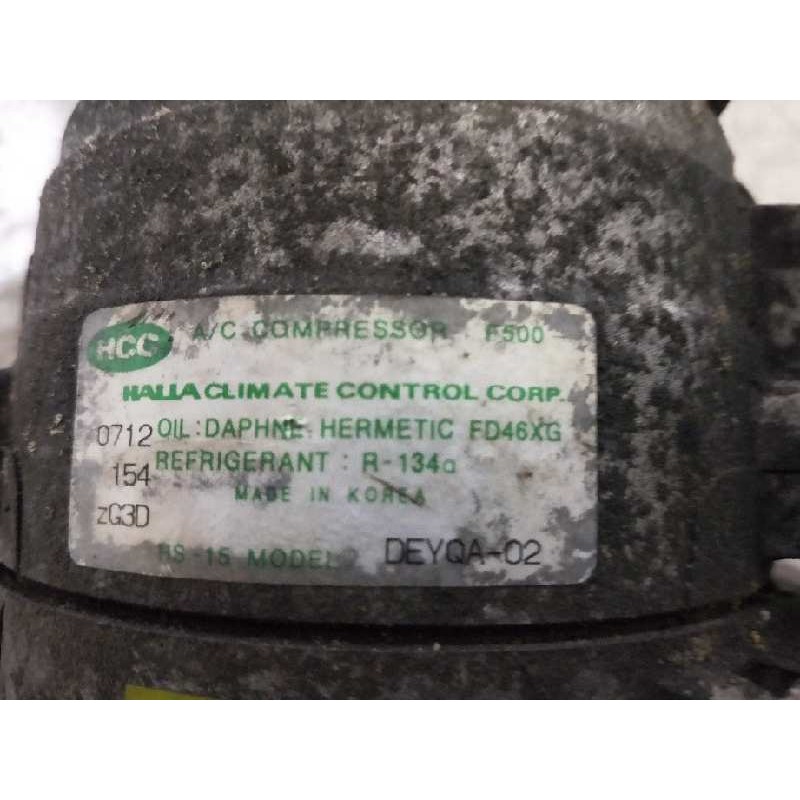 HCC A/C COMPRESSOR F500
HALLA CLIMATE CONTROL CORP.
0712 OIL : DAPHNE HERMETIC FD46XG
154 REFRIGERANT : R-134a
MADE IN KOREA
zG3D
RS-15 MODEL DEYQA-02